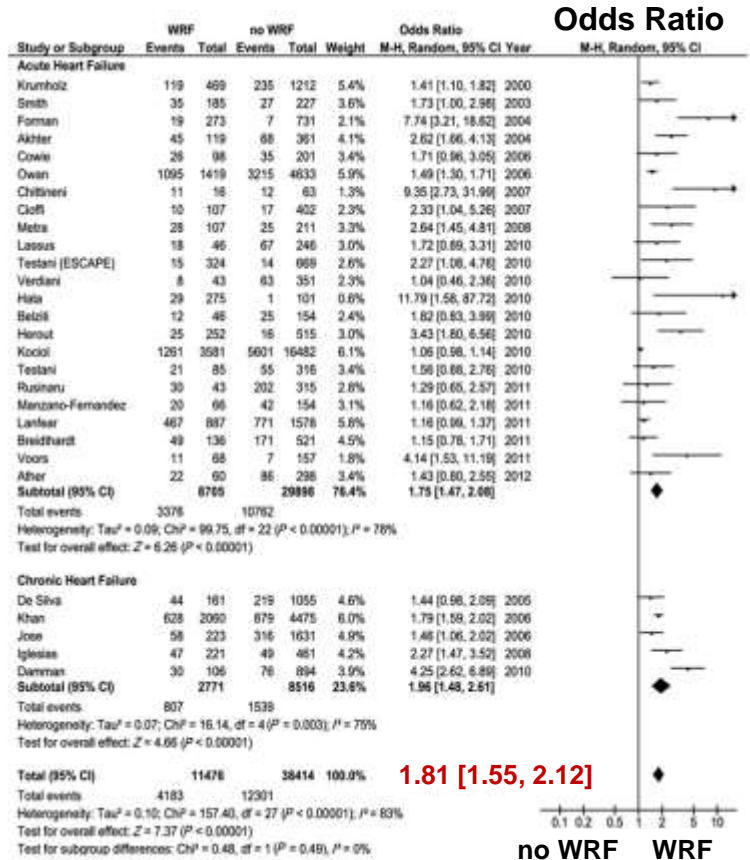 Odds Ratio
WRF no WRF Odds Ratio
Study or Subgroup Events Total Events Total Weight M-H, Random, 95% CI Year M-H, Random, 95% CI
Acute Heart Failure
Krumholz 119 469 235 1212 5.4% 1.41 [1.10, 1.82] 2000
Smith 35 185 27 227 3.6% 1.73 [1.00, 2.98] 2003
Forman 19 273 7 731 2.1% 7.74 [3.21, 18.62] 2004
Akhter 45 119 68 361 4.1% 2.62 [1.66, 4.13] 2004
Cowie 26 98 35 201 3.4% 1.71 [0.96, 3.05] 2006
Owan 1095 1419 3215 4633 5.9% 1.49 [1.30, 1.71] 2006
Chittineni 11 16 12 63 1.3% 9.35 [2.73, 31.99] 2007
Cioffi 10 107 17 402 2.3% 2.33 [1.04, 5.26] 2007
Metra 28 107 25 211 3.4% 2.64 [1.45, 4.81] 2008
Lassus 18 46 67 246 3.0% 1.72 [0.89, 3.31] 2010
Testani [ESCAPE] 15 324 14 669 2.6% 2.27 [1.08, 4.76] 2010
Verdiani 8 43 63 351 2.3% 1.04 [0.46, 2.36] 2010
Hata 29 275 1 101 0.6% 11.79 [1.58, 87.72] 2010
Belziti 12 46 25 154 2.4% 1.82 [0.83, 3.99] 2010
Herout 25 252 16 515 3.0% 3.43 [1.80, 6.56] 2010
Kociol 1261 3581 5601 16482 6.1% 1.06 [0.98, 1.14] 2010
Testani 21 85 55 316 3.4% 1.56 [0.88, 2.76] 2010
Rusinaru 30 43 202 315 2.8% 1.29 [0.65, 2.57] 2011
Manzano-Fernandez 20 66 42 154 3.1% 1.16 [0.62, 2.18] 2011
Lanfear 467 887 771 1578 5.8% 1.16 [0.99, 1.37] 2011
Breidthardt 49 136 171 521 4.5% 1.15 [0.78, 1.71] 2011
Voors 11 68 7 157 1.8% 4.14 [1.53, 11.19] 2011
Ather 22 60 86 298 3.4% 1.43 [0.80, 2.55] 2012
Subtotal (95% CI) 8705 29898 76.4% 1.75 [1.47, 2.08]
Total events 3376 10762
Heterogeneity: Tau² = 0.09; Chi² = 99.75, df = 22 (P < 0.00001); I² = 78%
Test for overall effect: Z = 6.26 (P < 0.00001)
Chronic Heart Failure
De Silva 44 161 219 1055 4.6% 1.44 [0.98, 2.09] 2005
Khan 628 2060 879 4475 6.0% 1.79 [1.59, 2.02] 2006
Jose 58 223 316 1631 4.9% 1.46 [1.06, 2.02] 2006
Iglesias 47 221 49 461 4.2% 2.27 [1.47, 3.52] 2008
Damman 30 106 76 894 4.0% 4.25 [2.62, 6.89] 2010
Subtotal (95% CI) 2771 8516 23.6% 1.96 [1.48, 2.61]
Total events 807 1539
Heterogeneity: Tau² = 0.07; Chi² = 16.14, df = 4 (P = 0.003); I² = 75%
Test for overall effect: Z = 4.66 (P < 0.00001)
Total (95% CI) 11476 38414 100.0% 1.81 [1.55, 2.12]
Total events 4183 12301
Heterogeneity: Tau² = 0.10; Chi² = 157.40, df = 27 (P < 0.00001); I² = 83%
Test for overall effect: Z = 7.37 (P < 0.00001)
Test for subgroup differences: Chi² = 0.48, df = 1 (P = 0.49), I² = 0%
0.1 0.2 0.5 1 2 5 10
no WRF WRF